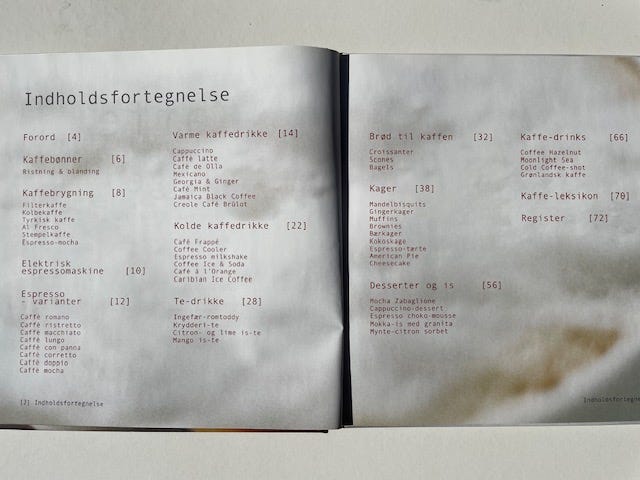 Indholdsfortegnelse
Forord [4]
Kaffebønner [6]
Ristning & blanding
Kaffebrygning [8]
Filterkaffe
Kolbekaffe
Tyrkisk kaffe
Al Fresco
Stempelkaffe
Espresso-mocha
Elektrisk
espressomaskine [10]
Espresso
- varianter [12]
Caffè romano
Caffè ristretto
Caffè macchiato
Caffè lungo
Caffè con panna
Caffè corretto
Caffè doppio
Caffè mocha
Varme kaffedrikke [14]
Cappuccino
Caffè latte
Café de Olla
Mexicano
Georgia & Ginger
Café Mint
Jamaica Black Coffee
Creole Café Brûlot
Kolde kaffedrikke [22]
Café Frappé
Coffee Cooler
Espresso milkshake
Coffee Ice & Soda
Café à l'Orange
Caribian Ice Coffee
Te-drikke [28]
Ingefær-romtoddy
Krydderi-te
Citron- og lime is-te
Mango is-te
[2] Indholdsfortegnelse
Brød til kaffen [32]
Croissanter
Scones
Bagels
Kager [38]
Mandelbisquits
Gingerkager
Muffins
Brownies
Bærkager
Kokoskage
Espresso-tærte
American Pie
Cheesecake
Desserter og is [56]
Mocha Zabaglione
Cappuccino-dessert
Espresso choko-mousse
Mokka-is med granita
Mynte-citron sorbet
Kaffe-drinks [66]
Coffee Hazelnut
Moonlight Sea
Cold Coffee-shot
Grønlandsk kaffe
Kaffe-leksikon [70]
Register [72]
Indholdsfortegne